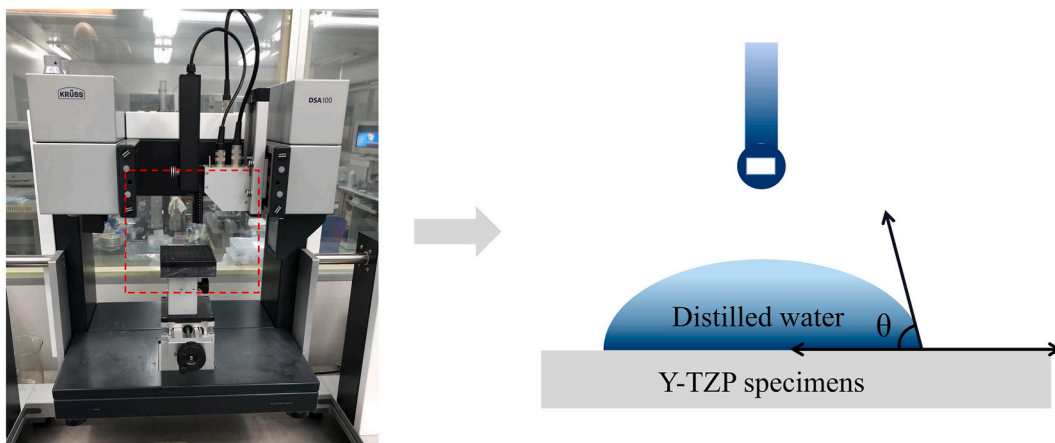 KRÜSS
DSA100
Distilled water
θ
Y-TZP specimens